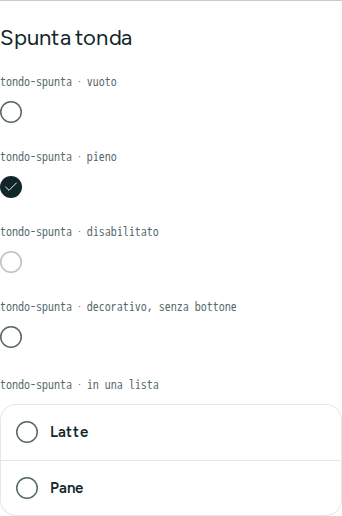 Spunta tonda
tondo-spunta · vuoto
tondo-spunta · pieno
tondo-spunta · disabilitato
tondo-spunta · decorativo, senza bottone
tondo-spunta · in una lista
Latte
Pane